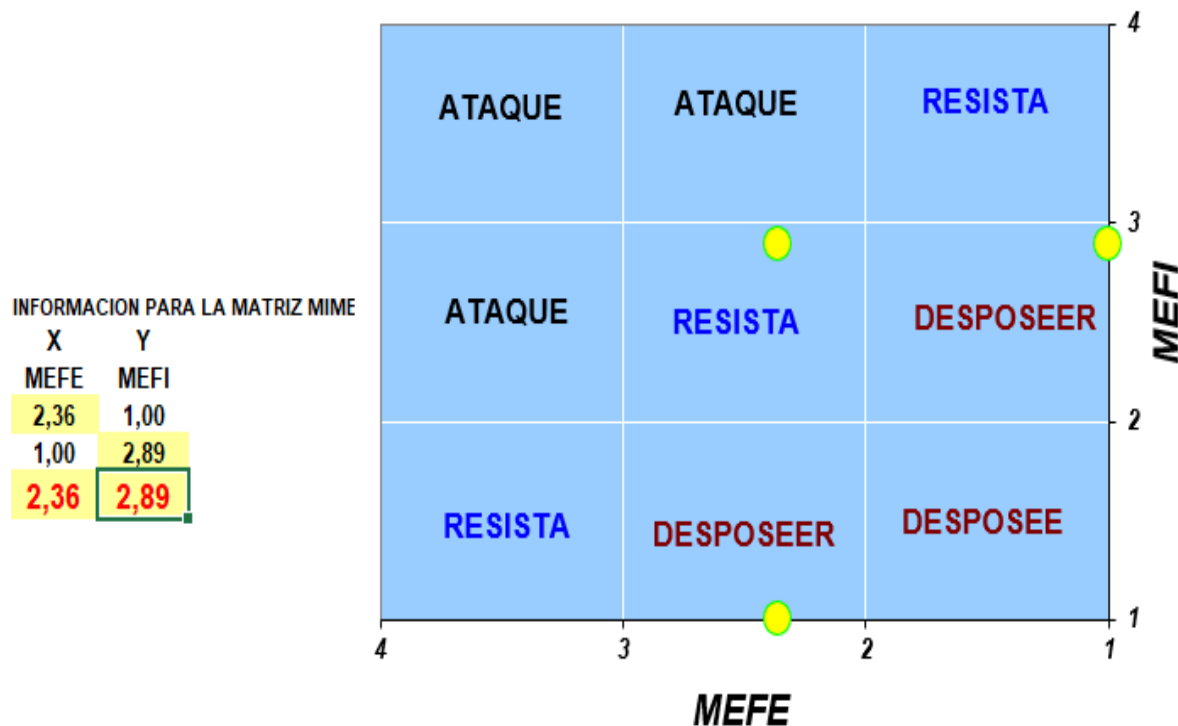 INFORMACION PARA LA MATRIZ MIME
X Y
MEFE MEFI
2,36 1,00
1,00 2,89
2,36 2,89
ATAQUE ATAQUE RESISTA
ATAQUE RESISTA DESPOSEER
RESISTA DESPOSEER DESPOSEE
4
3
2
1
MEFI
4 3 2 1
MEFE